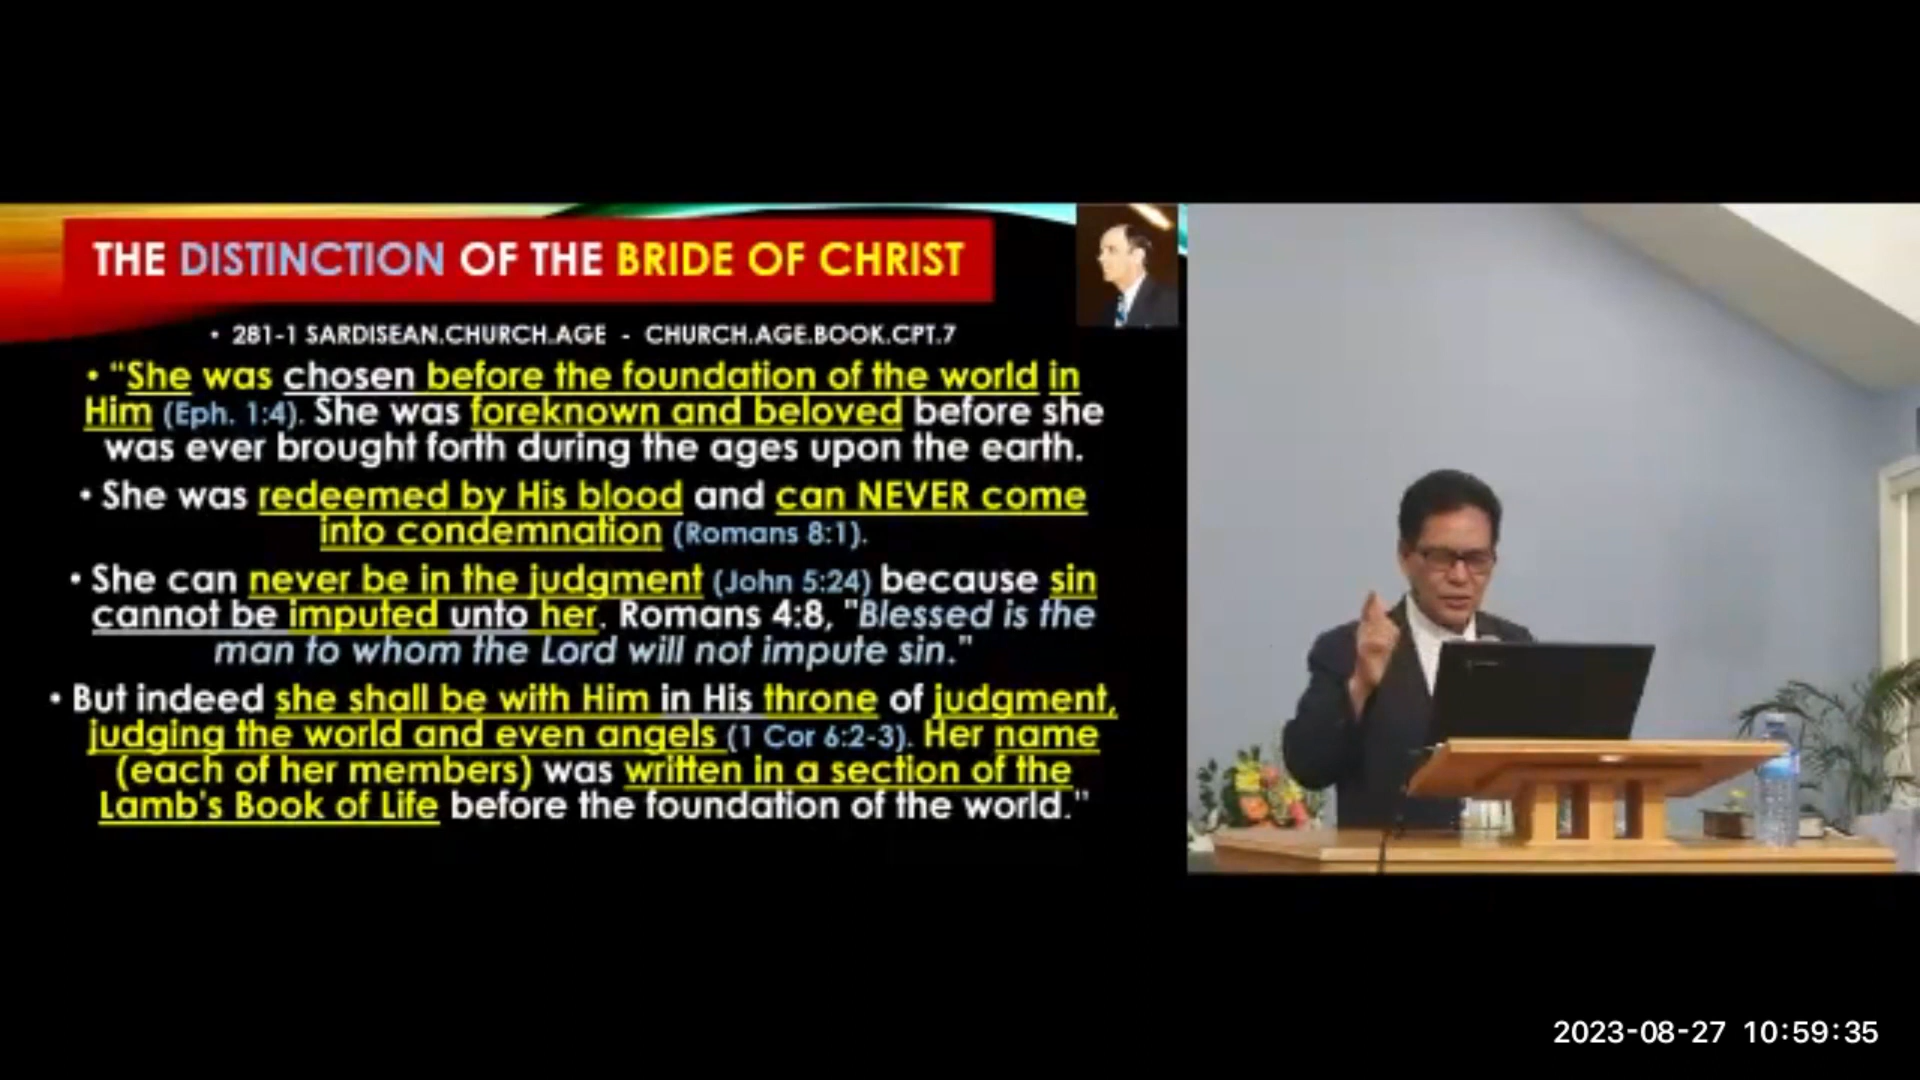 THE DISTINCTION OF THE BRIDE OF CHRIST
• 281-1 SARDISEAN.CHURCH.AGE - CHURCH.AGE.BOOK.CPT.7
• "She was chosen before the foundation of the world in
Him (Eph. 1:4). She was foreknown and beloved before she
was ever brought forth during the ages upon the earth.
• She was redeemed by His blood and can NEVER come
into condemnation (Romans 8:1).
• She can never be in the judgment (John 5:24) because sin
cannot be imputed unto her. Romans 4:8, "Blessed is the
man to whom the Lord will not impute sin."
• But indeed she shall be with Him in His throne of judgment,
judging the world and even angels (1 Cor 6:2-3). Her name
(each of her members) was written in a section of the
Lamb's Book of Life before the foundation of the world."
2023-08-27 10:59:35